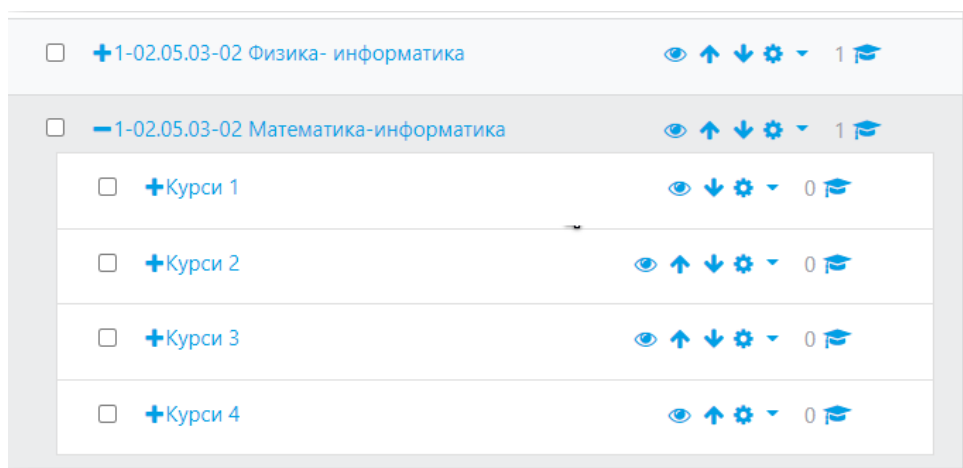 1-02.05.03-02 Физика- информатика 1
1-02.05.03-02 Математика-информатика 1
Курси 1 0
Курси 2 0
Курси 3 0
Курси 4 0